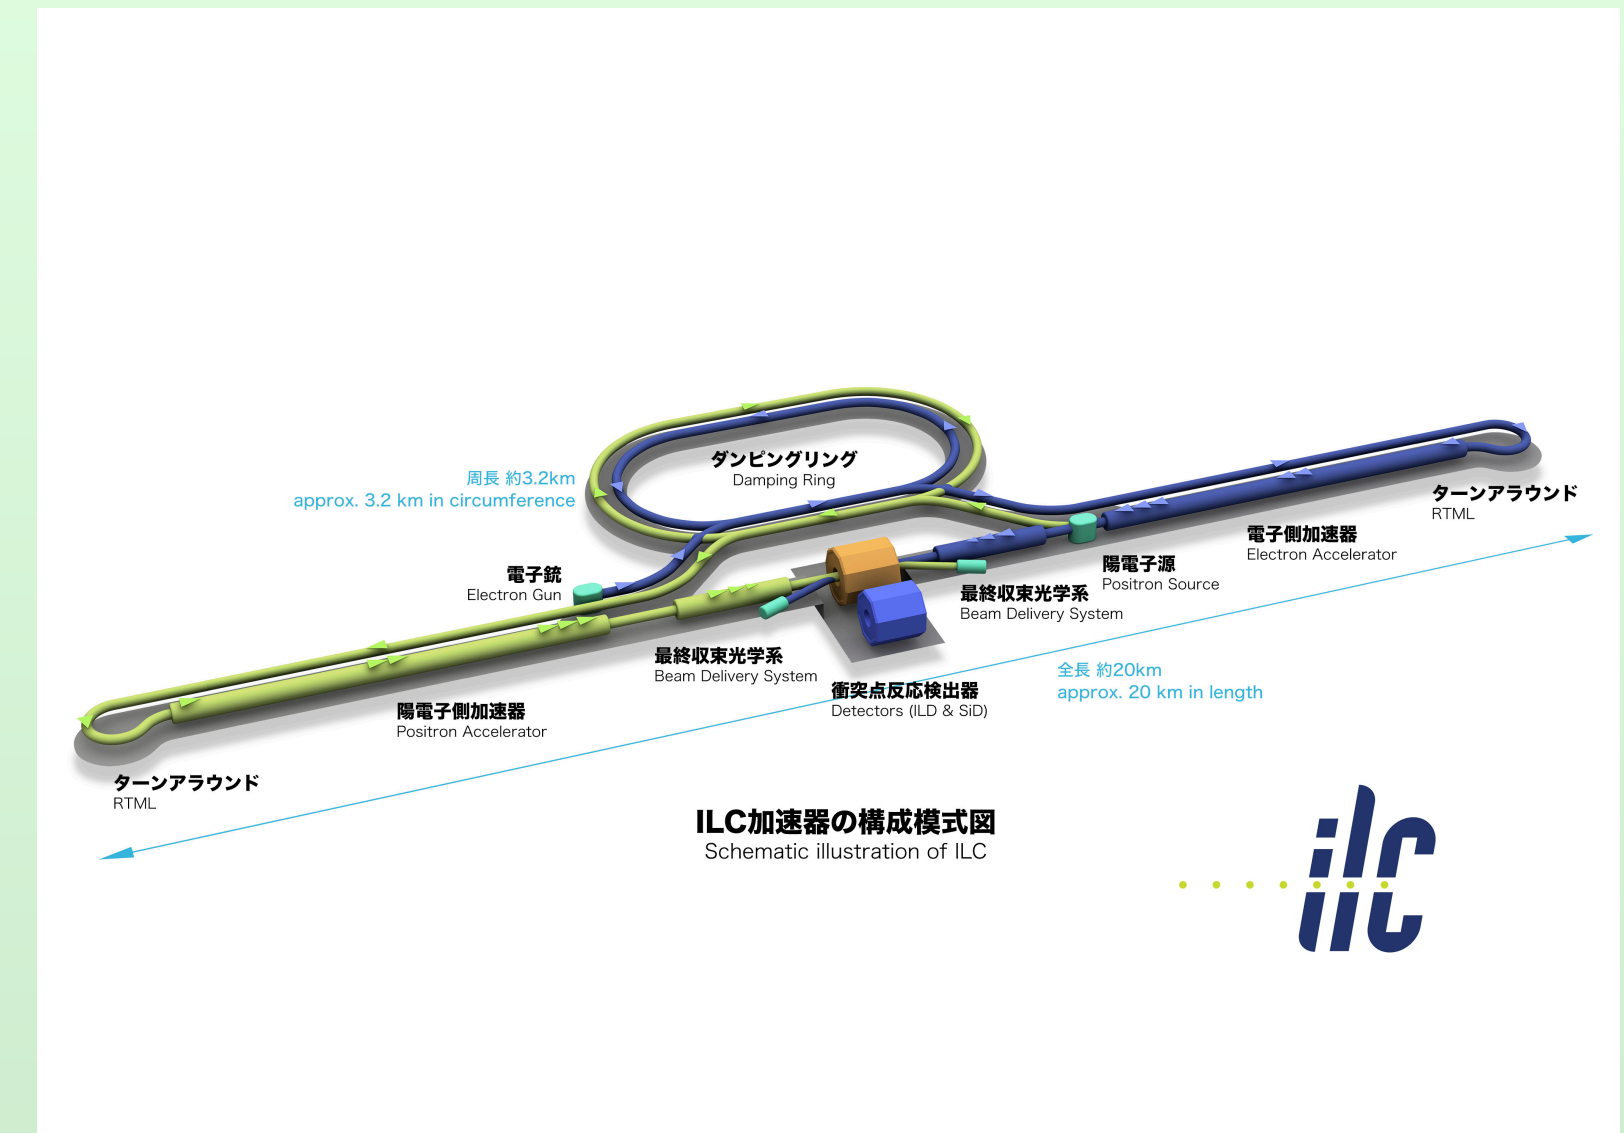 ダンピングリング
Damping Ring
周長 約3.2km
approx. 3.2 km in circumference
ターンアラウンド
RTML
電子側加速器
Electron Accelerator
陽電子源
Positron Source
電子銃
Electron Gun
最終収束光学系
Beam Delivery System
最終収束光学系
Beam Delivery System
全長 約20km
approx. 20 km in length
衝突点反応検出器
Detectors (ILD & SiD)
陽電子側加速器
Positron Accelerator
ターンアラウンド
RTML
ILC加速器の構成模式図
Schematic illustration of ILC
ilc